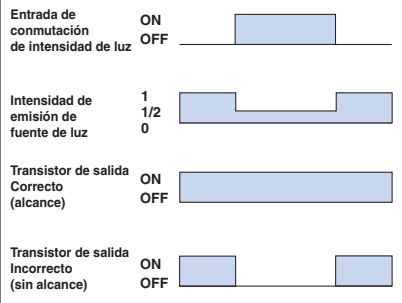 Entrada de
conmutación
de intensidad de luz
ON
OFF
Intensidad de
emisión de
fuente de luz
1
1/2
0
Transistor de salida
Correcto
(alcance)
ON
OFF
Transistor de salida
Incorrecto
(sin alcance)
ON
OFF